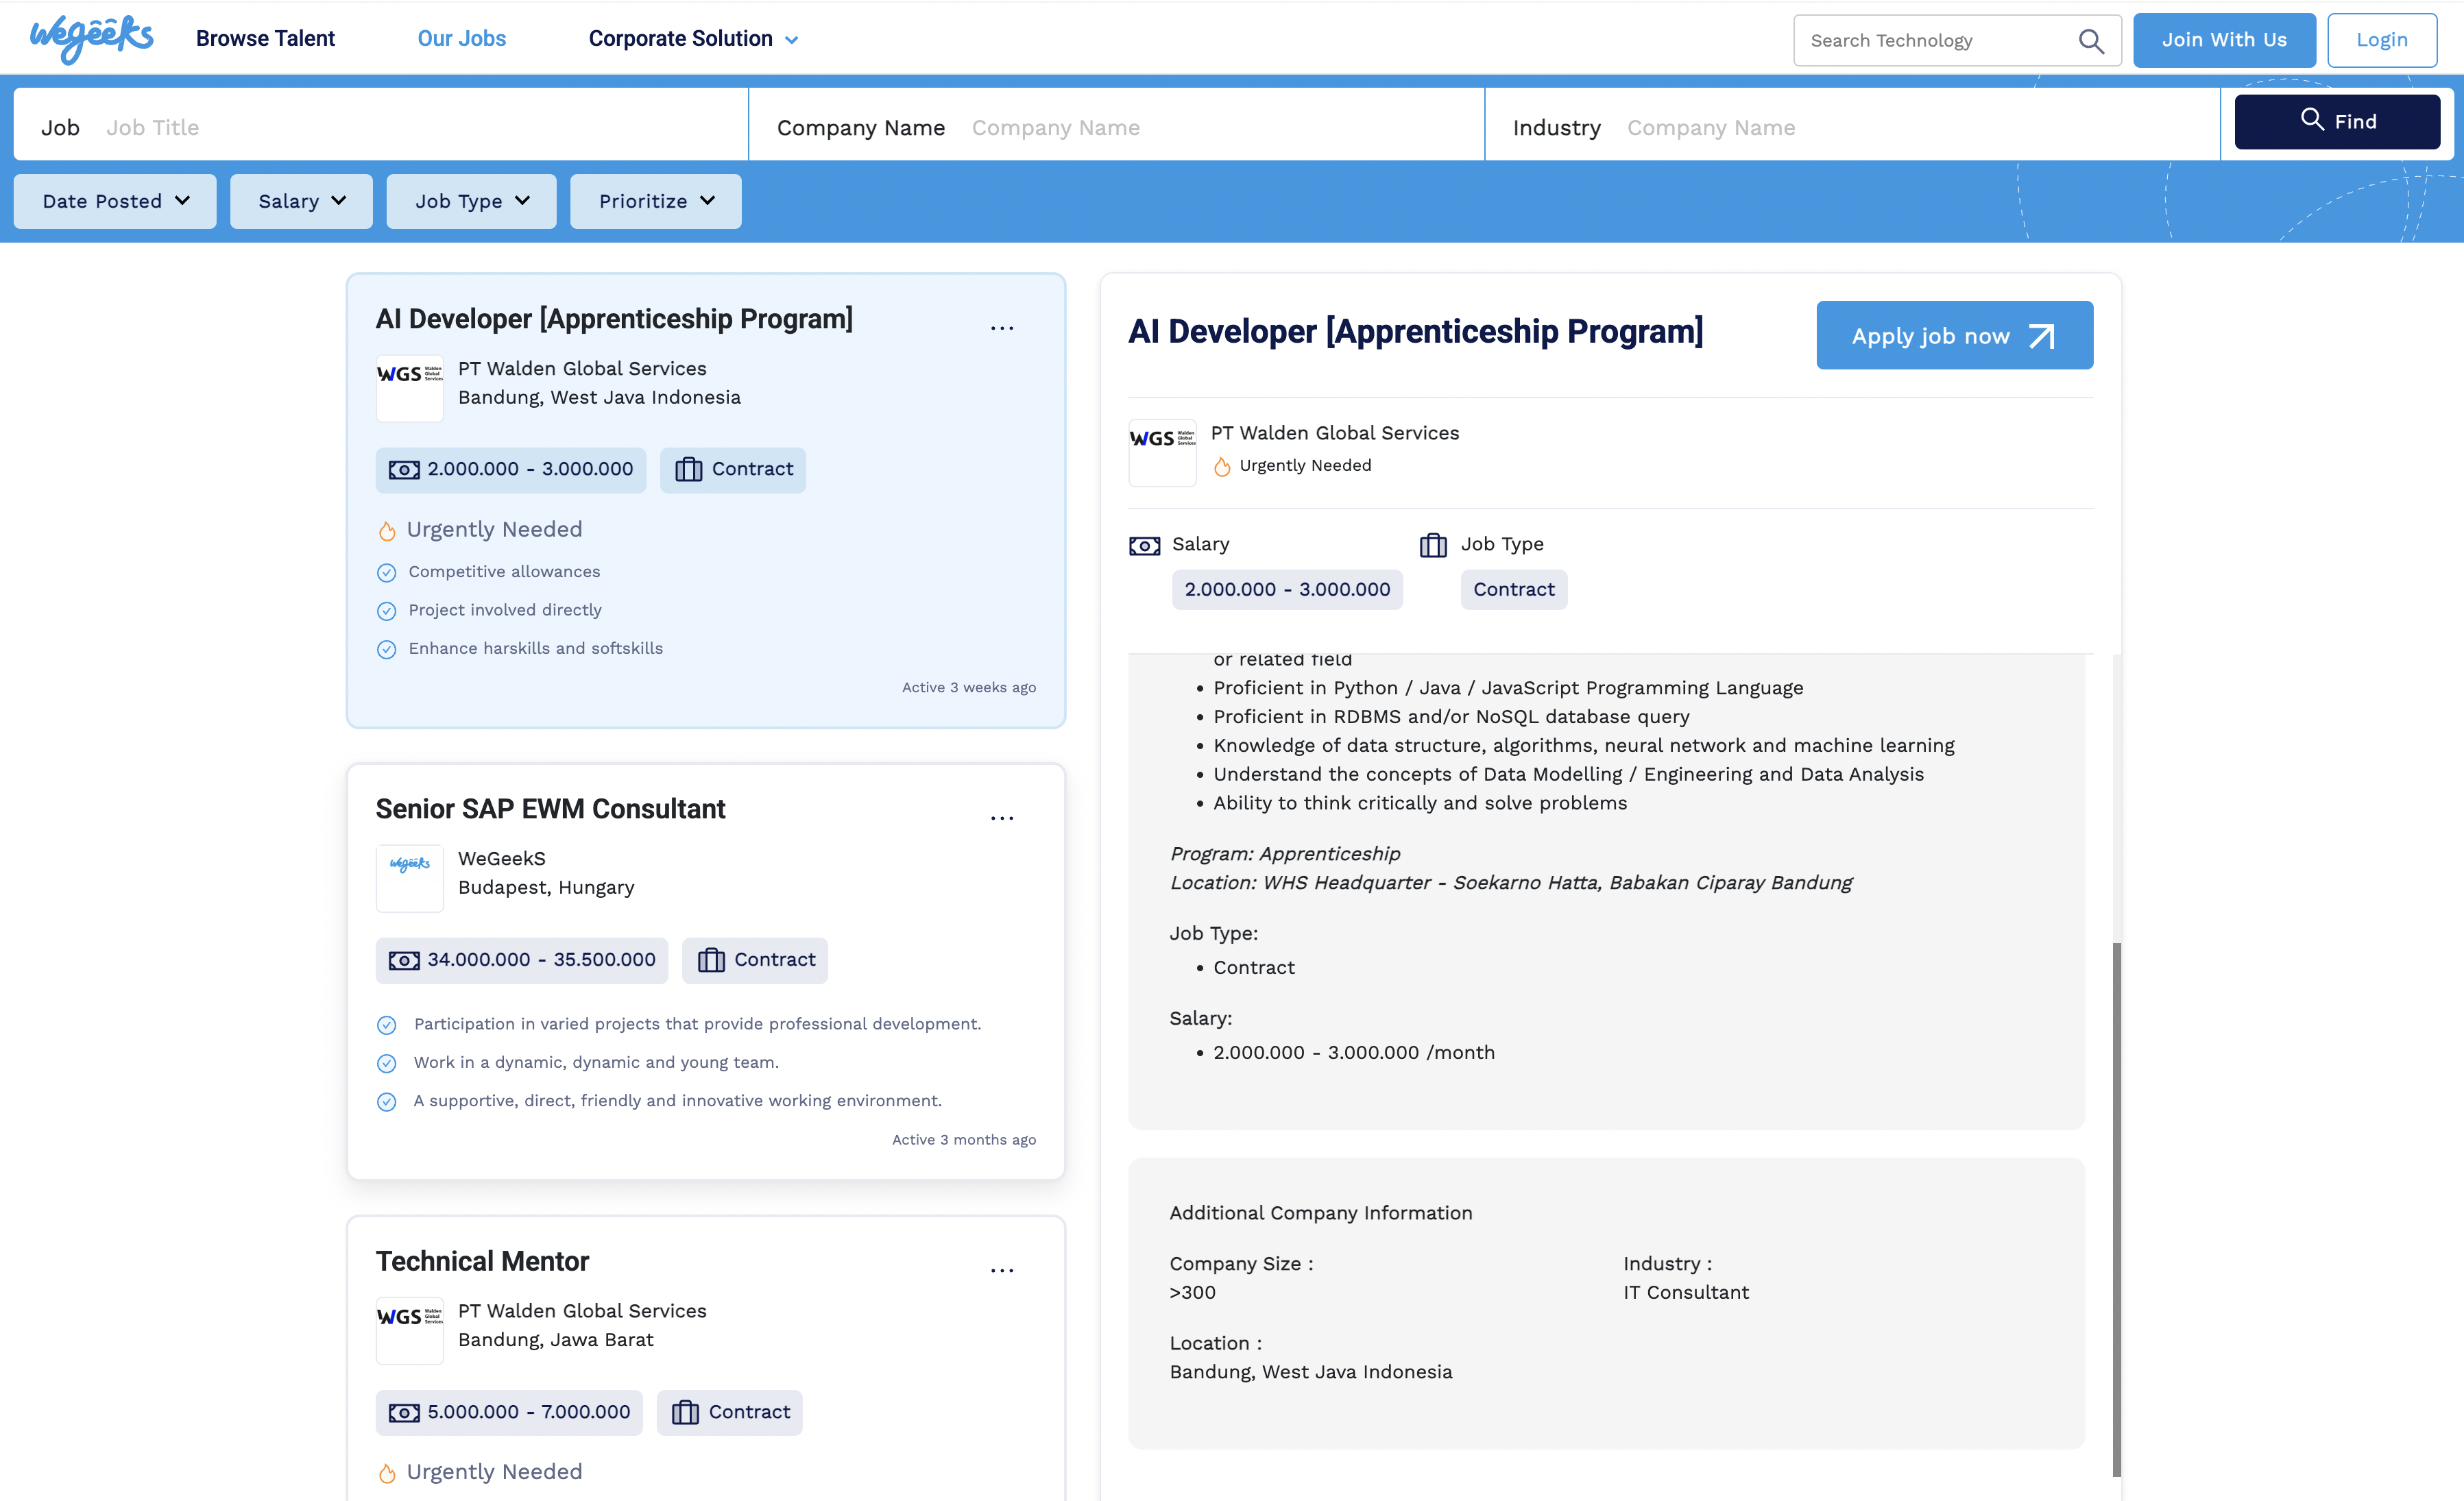 wegeeks
Browse Talent
Our Jobs
Corporate Solution
Search Technology
Join With Us
Login
Job Job Title
Company Name Company Name
Industry Company Name
Find
Date Posted
Salary
Job Type
Prioritize
AI Developer [Apprenticeship Program]
...
WGS Walden Global Services
PT Walden Global Services
Bandung, West Java Indonesia
2.000.000 - 3.000.000
Contract
Urgently Needed
Competitive allowances
Project involved directly
Enhance harskills and softskills
Active 3 weeks ago
Senior SAP EWM Consultant
...
wegeeks
WeGeekS
Budapest, Hungary
34.000.000 - 35.500.000
Contract
Participation in varied projects that provide professional development.
Work in a dynamic, dynamic and young team.
A supportive, direct, friendly and innovative working environment.
Active 3 months ago
Technical Mentor
...
WGS Walden Global Services
PT Walden Global Services
Bandung, Jawa Barat
5.000.000 - 7.000.000
Contract
Urgently Needed
AI Developer [Apprenticeship Program]
Apply job now
WGS Walden Global Services
PT Walden Global Services
Urgently Needed
Salary
2.000.000 - 3.000.000
Job Type
Contract
or related field
• Proficient in Python / Java / JavaScript Programming Language
• Proficient in RDBMS and/or NoSQL database query
• Knowledge of data structure, algorithms, neural network and machine learning
• Understand the concepts of Data Modelling / Engineering and Data Analysis
• Ability to think critically and solve problems
Program: Apprenticeship
Location: WHS Headquarter - Soekarno Hatta, Babakan Ciparay Bandung
Job Type:
• Contract
Salary:
• 2.000.000 - 3.000.000 /month
Additional Company Information
Company Size :
>300
Industry :
IT Consultant
Location :
Bandung, West Java Indonesia